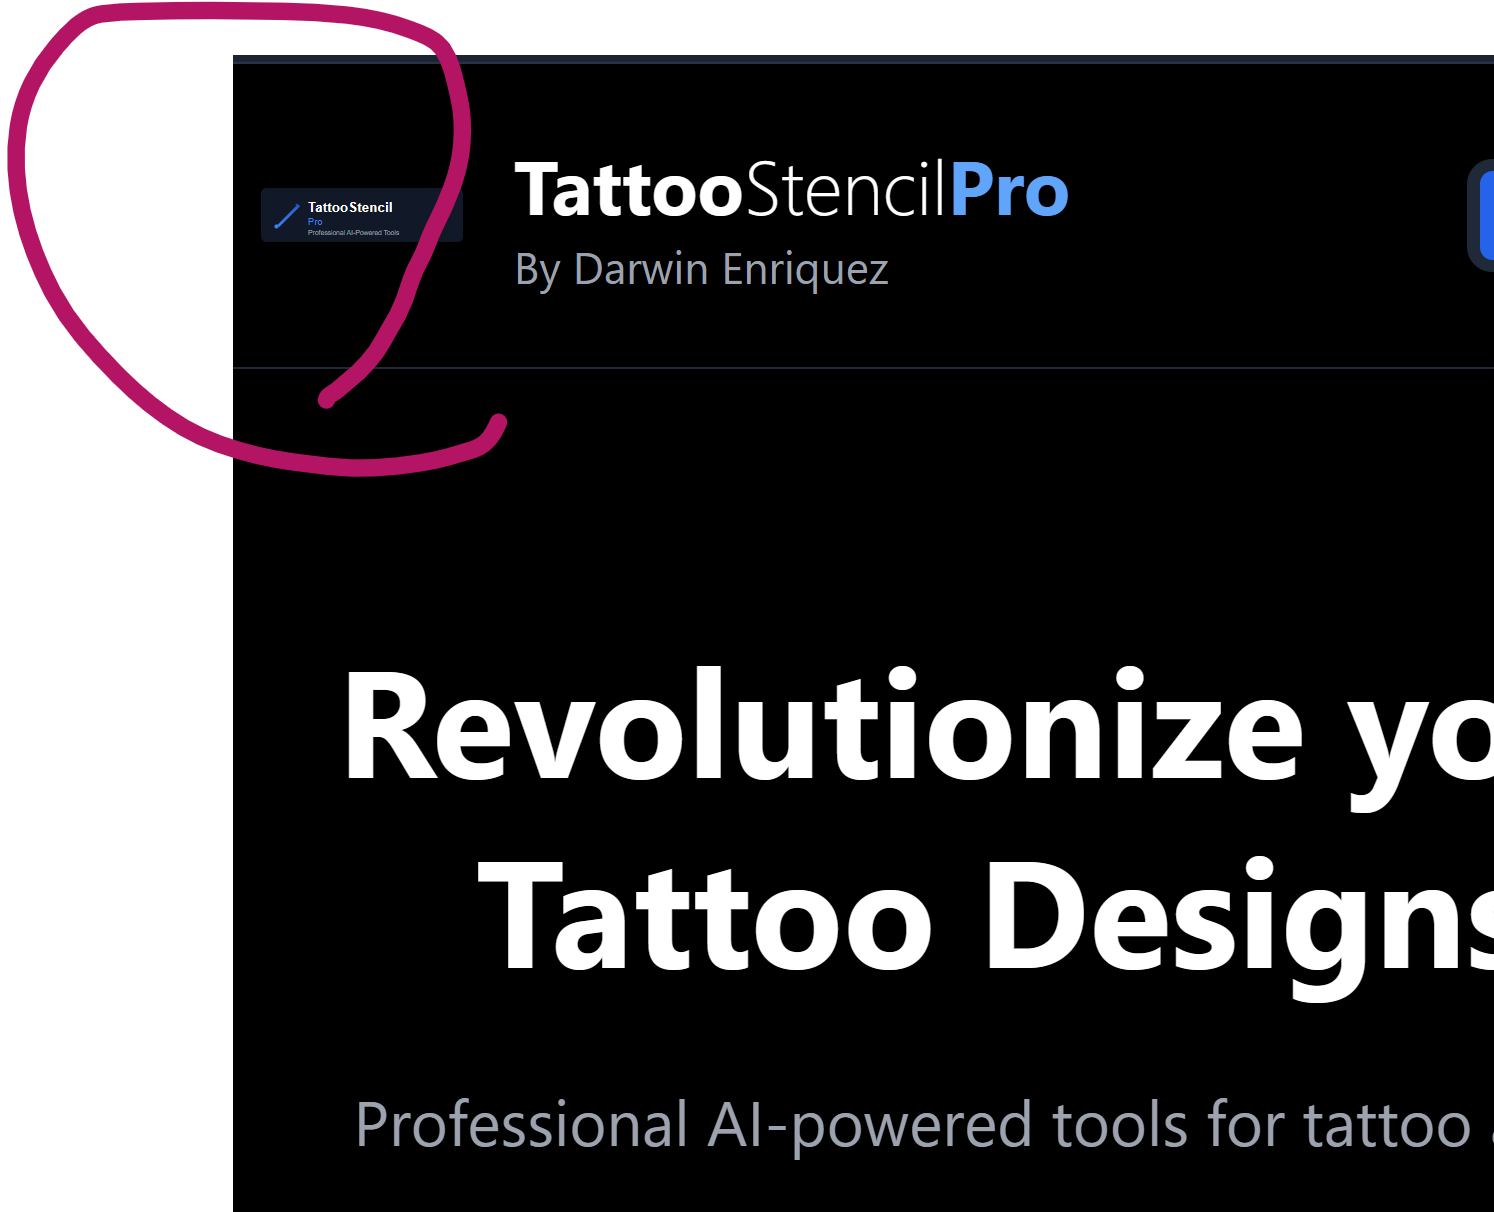 TattooStencil
Pro
Professional AI-Powered Tools
TattooStencilPro
By Darwin Enriquez
Revolutionize yo
Tattoo Designs
Professional AI-powered tools for tattoo